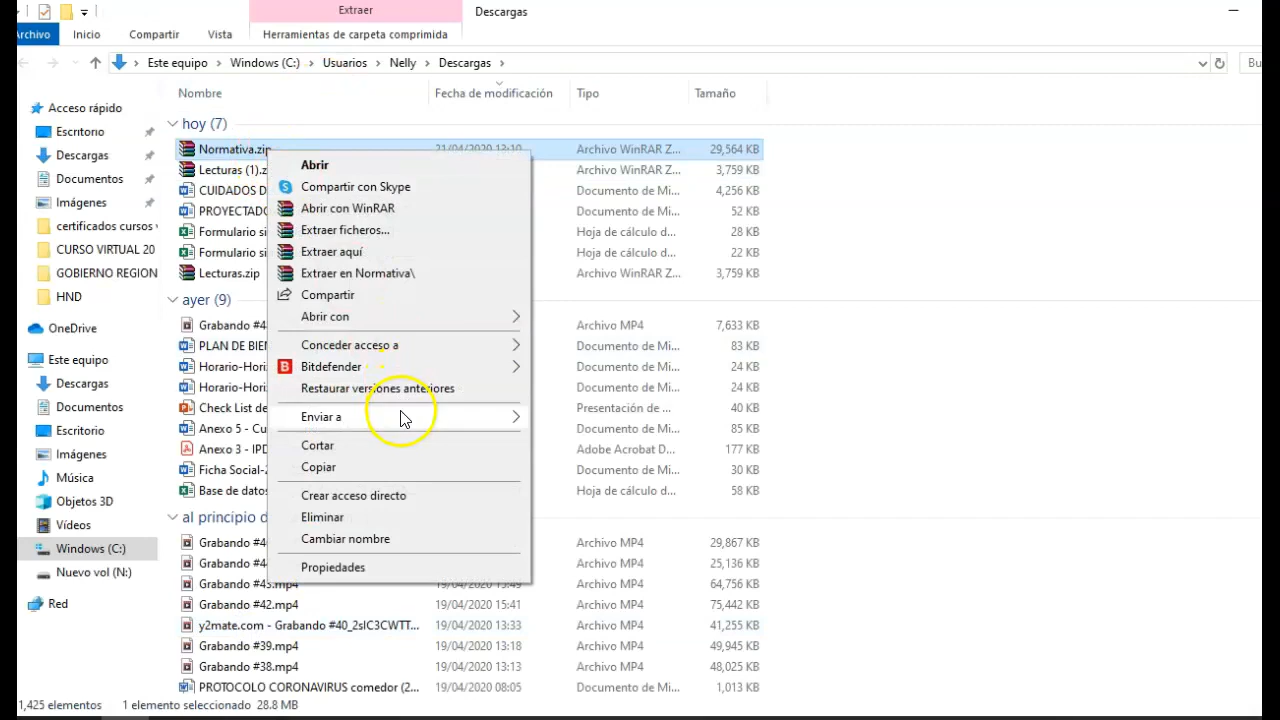 Extraer
Descargas
Archivo
Inicio
Compartir
Vista
Herramientas de carpeta comprimida
Este equipo > Windows (C:) > Usuarios > Nelly > Descargas >
Bu
Nombre
Fecha de modificación
Tipo
Tamaño
Acceso rápido
Escritorio
Descargas
Documentos
Imágenes
certificados cursos v
CURSO VIRTUAL 20
GOBIERNO REGION
HND
OneDrive
Este equipo
Descargas
Documentos
Escritorio
Imágenes
Música
Objetos 3D
Vídeos
Windows (C:)
Nuevo vol (N:)
Red
hoy (7)
Normativa.zip 21/04/2020 13:10 Archivo WinRAR Z... 29,564 KB
Lecturas (1).z Archivo WinRAR Z... 3,759 KB
CUIDADOS D Documento de Mi... 4,256 KB
PROYECTADO Documento de Mi... 52 KB
Formulario si Hoja de cálculo d... 28 KB
Formulario si Hoja de cálculo d... 22 KB
Lecturas.zip Archivo WinRAR Z... 3,759 KB
ayer (9)
Grabando #4 Archivo MP4 7,633 KB
PLAN DE BIEN Documento de Mi... 83 KB
Horario-Hori Documento de Mi... 24 KB
Horario-Hori Documento de Mi... 24 KB
Check List de Presentación de ... 40 KB
Anexo 5 - Cu Documento de Mi... 85 KB
Anexo 3 - IPD Adobe Acrobat D... 177 KB
Ficha Social-2 Documento de Mi... 30 KB
Base de datos Hoja de cálculo d... 58 KB
al principio d
Grabando #4 Archivo MP4 29,867 KB
Grabando #4 Archivo MP4 25,136 KB
Grabando #43.mp4 19/04/2020 15:49 Archivo MP4 64,756 KB
Grabando #42.mp4 19/04/2020 15:41 Archivo MP4 75,442 KB
y2mate.com - Grabando #40_2sIC3CWTT... 19/04/2020 13:33 Archivo MP4 41,255 KB
Grabando #39.mp4 19/04/2020 13:18 Archivo MP4 49,945 KB
Grabando #38.mp4 19/04/2020 13:13 Archivo MP4 48,025 KB
PROTOCOLO CORONAVIRUS comedor (2... 19/04/2020 08:05 Documento de Mi... 1,013 KB
Abrir
Compartir con Skype
Abrir con WinRAR
Extraer ficheros...
Extraer aquí
Extraer en Normativa\
Compartir
Abrir con
Conceder acceso a
B Bitdefender
Restaurar versiones anteriores
Enviar a
Cortar
Copiar
Crear acceso directo
Eliminar
Cambiar nombre
Propiedades
1,425 elementos 1 elemento seleccionado 28.8 MB